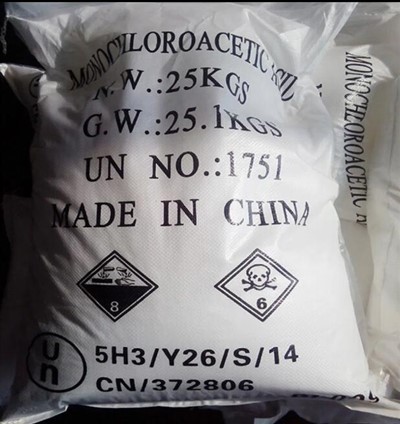 MONOCHLOROACETIC ACID
N.W.:25KGS
G.W.:25.1KGS
UN NO.:1751
MADE IN CHINA
8
6
un
5H3/Y26/S/14
CN/372806
MONOCHLOROACETIC